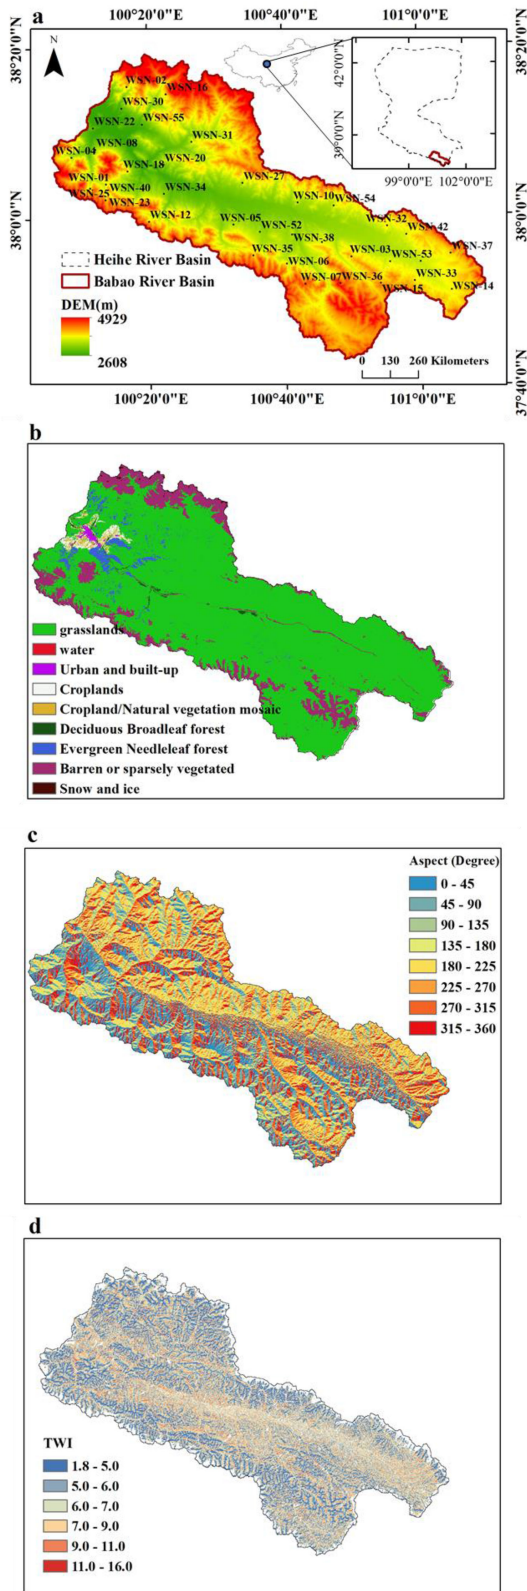 a
100°20'0"E
100°40'0"E
101°0'0"E
38°20'0"N
38°20'0"N
N
42°0'0"N
39°0'0"N
99°0'0"E
102°0'0"E
WSN-02
WSN-16
WSN-30
WSN-22
WSN-55
WSN-08
WSN-31
WSN-04
WSN-20
WSN-18
WSN-27
WSN-01
WSN-40
WSN-34
WSN-25
WSN-23
WSN-10
WSN-54
WSN-12
WSN-05
WSN-52
WSN-32
WSN-42
WSN-38
WSN-35
WSN-03
WSN-37
WSN-06
WSN-53
WSN-07
WSN-36
WSN-33
WSN-15
WSN-14
38°0'0"N
38°0'0"N
Heihe River Basin
Babao River Basin
DEM(m)
4929
2608
0 130 260 Kilometers
37°40'0"N
100°20'0"E
100°40'0"E
101°0'0"E
b
grasslands
water
Urban and built-up
Croplands
Cropland/Natural vegetation mosaic
Deciduous Broadleaf forest
Evergreen Needleleaf forest
Barren or sparsely vegetated
Snow and ice
c
Aspect (Degree)
0 - 45
45 - 90
90 - 135
135 - 180
180 - 225
225 - 270
270 - 315
315 - 360
d
TWI
1.8 - 5.0
5.0 - 6.0
6.0 - 7.0
7.0 - 9.0
9.0 - 11.0
11.0 - 16.0